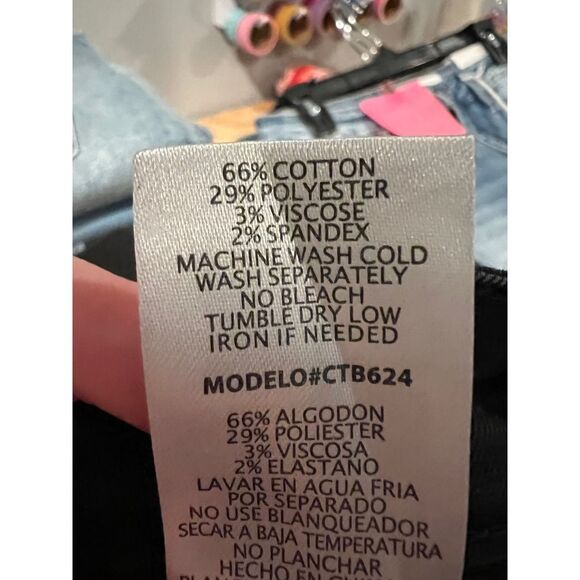 66% COTTON
29% POLYESTER
3% VISCOSE
2% SPANDEX
MACHINE WASH COLD
WASH SEPARATELY
NO BLEACH
TUMBLE DRY LOW
IRON IF NEEDED
MODELO#CTB624
66% ALGODON
29% POLIESTER
3% VISCOSA
2% ELASTANO
LAVAR EN AGUA FRIA
POR SEPARADO
NO USE BLANQUEADOR
SECAR A BAJA TEMPERATURA
NO PLANCHAR
HECHO EN